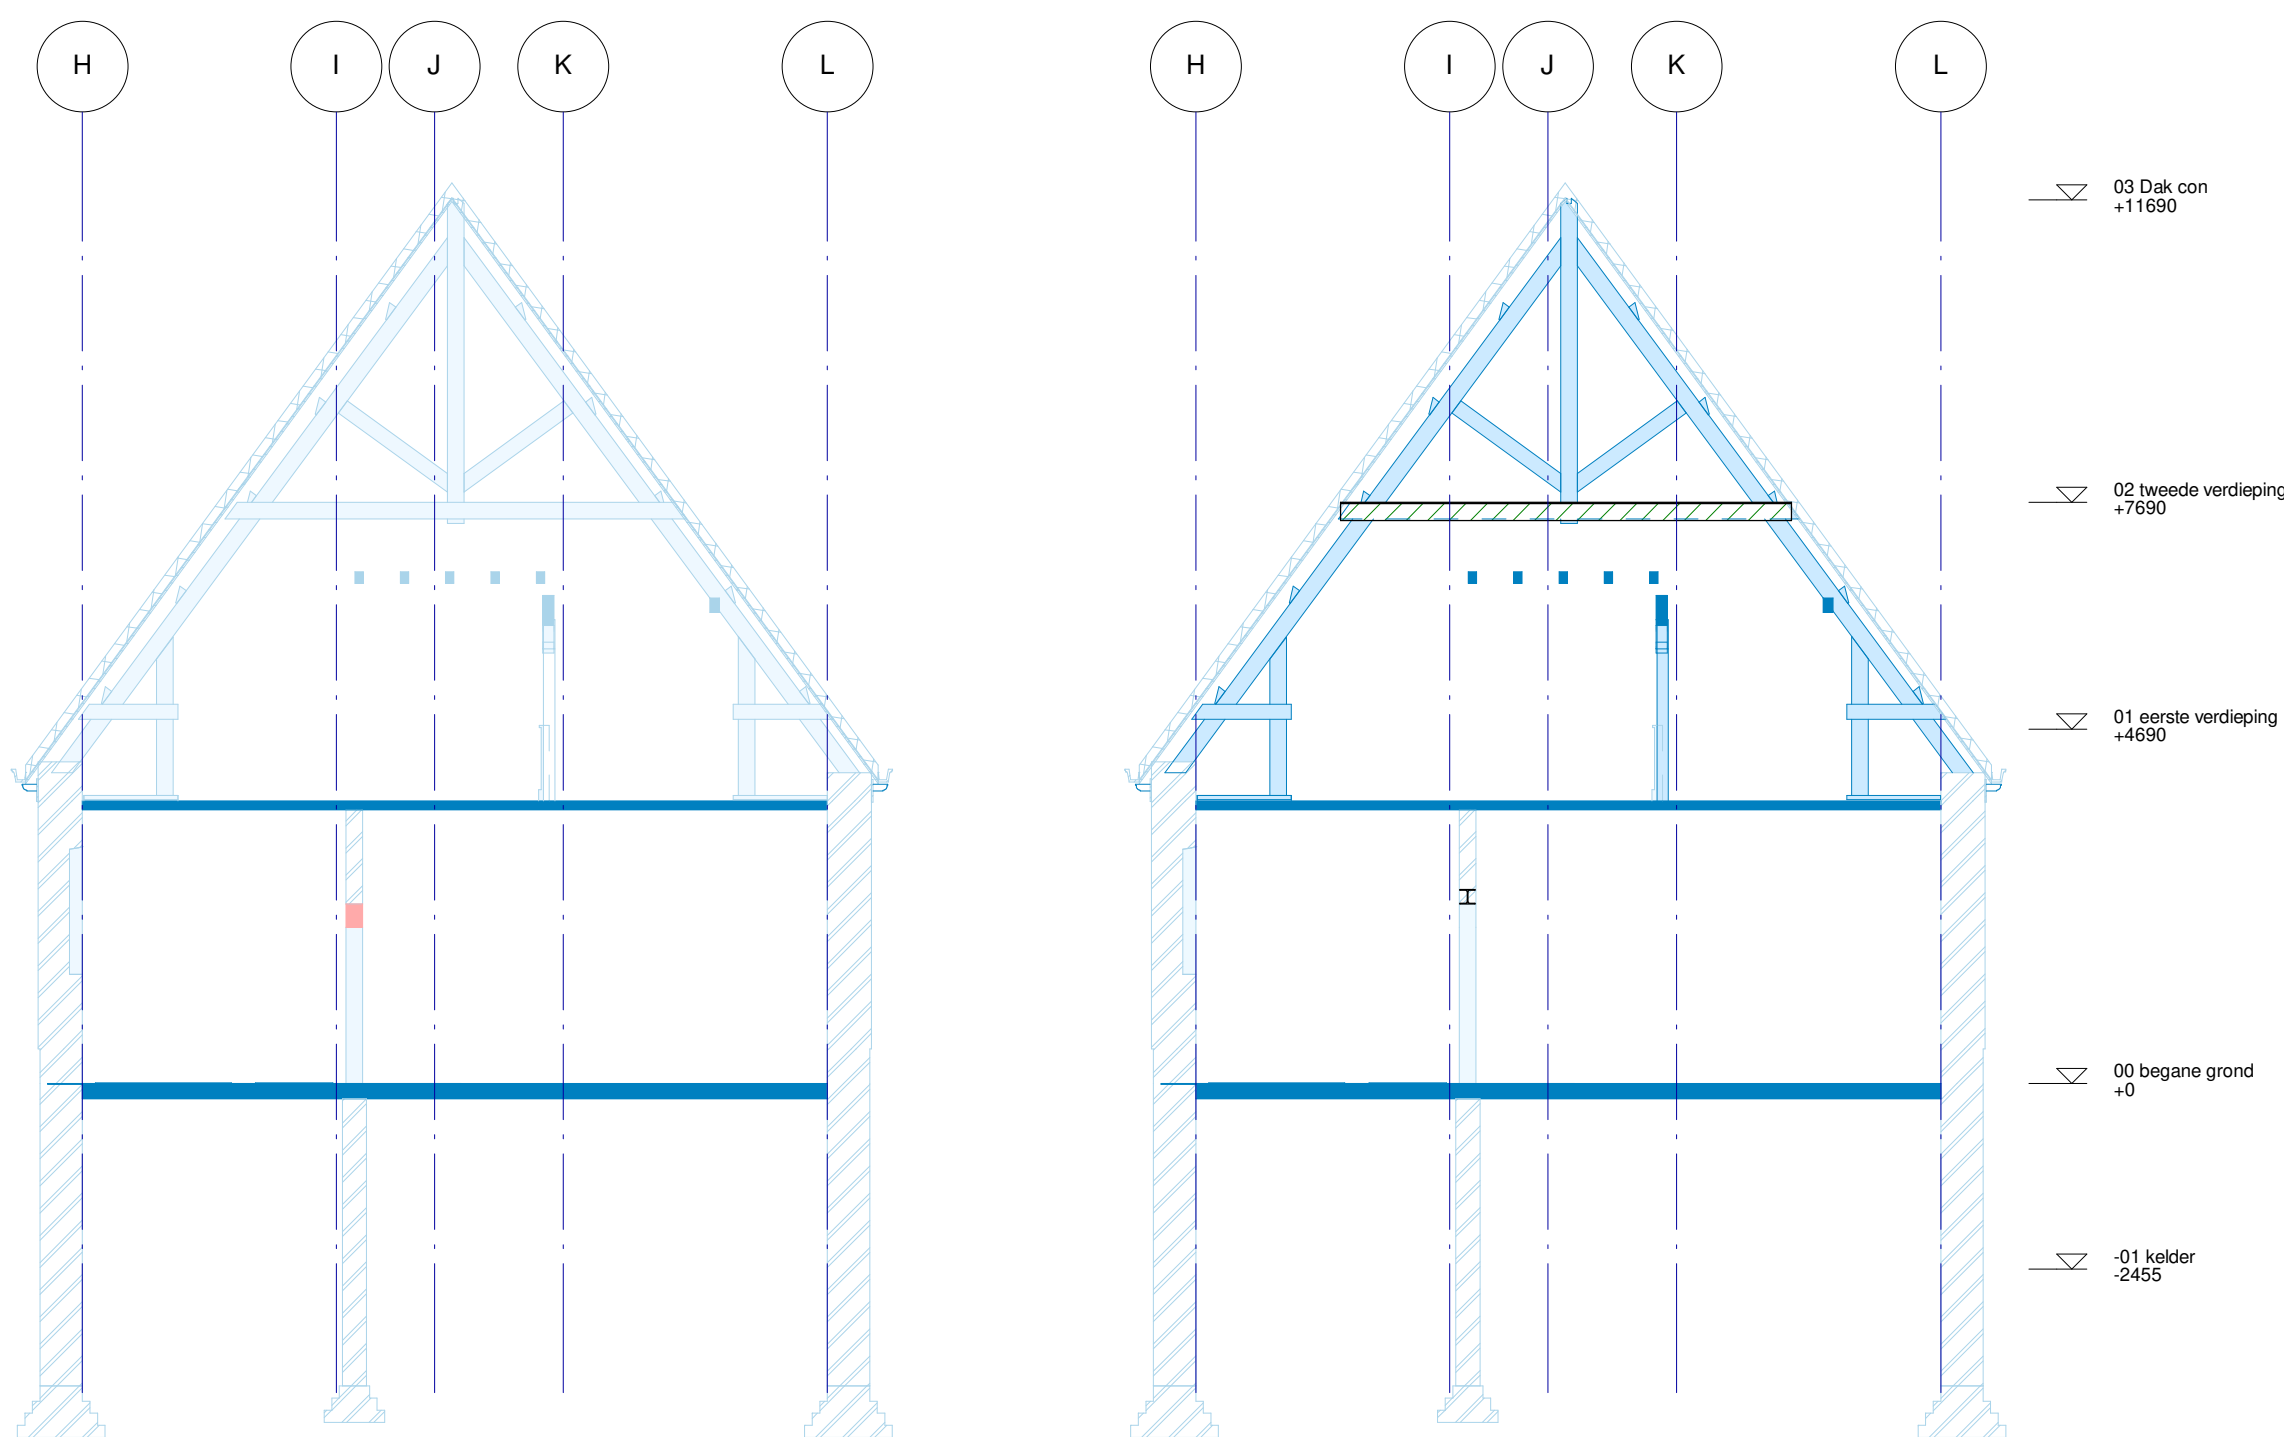 H I J K L H I J K L
03 Dak con
+11690
02 tweede verdieping
+7690
01 eerste verdieping
+4690
00 begane grond
+0
-01 kelder
-2455